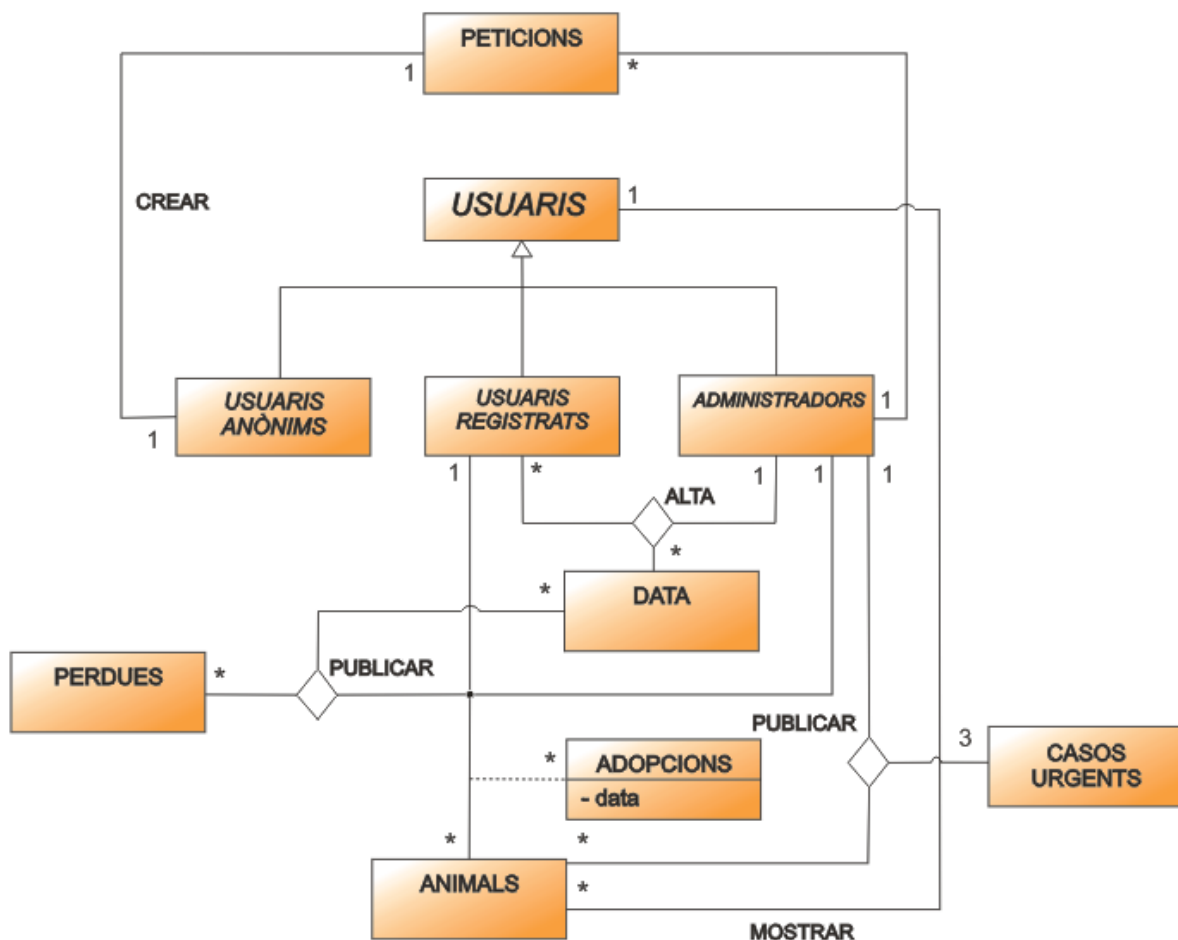 PETICIONS
1
*
CREAR
USUARIS
1
USUARIS
ANÒNIMS
1
USUARIS
REGISTRATS
ADMINISTRADORS
1
1
*
1
1
1
ALTA
*
*
DATA
PERDUES
*
PUBLICAR
PUBLICAR
3
CASOS
URGENTS
*
ADOPCIONS
- data
*
*
ANIMALS
*
MOSTRAR